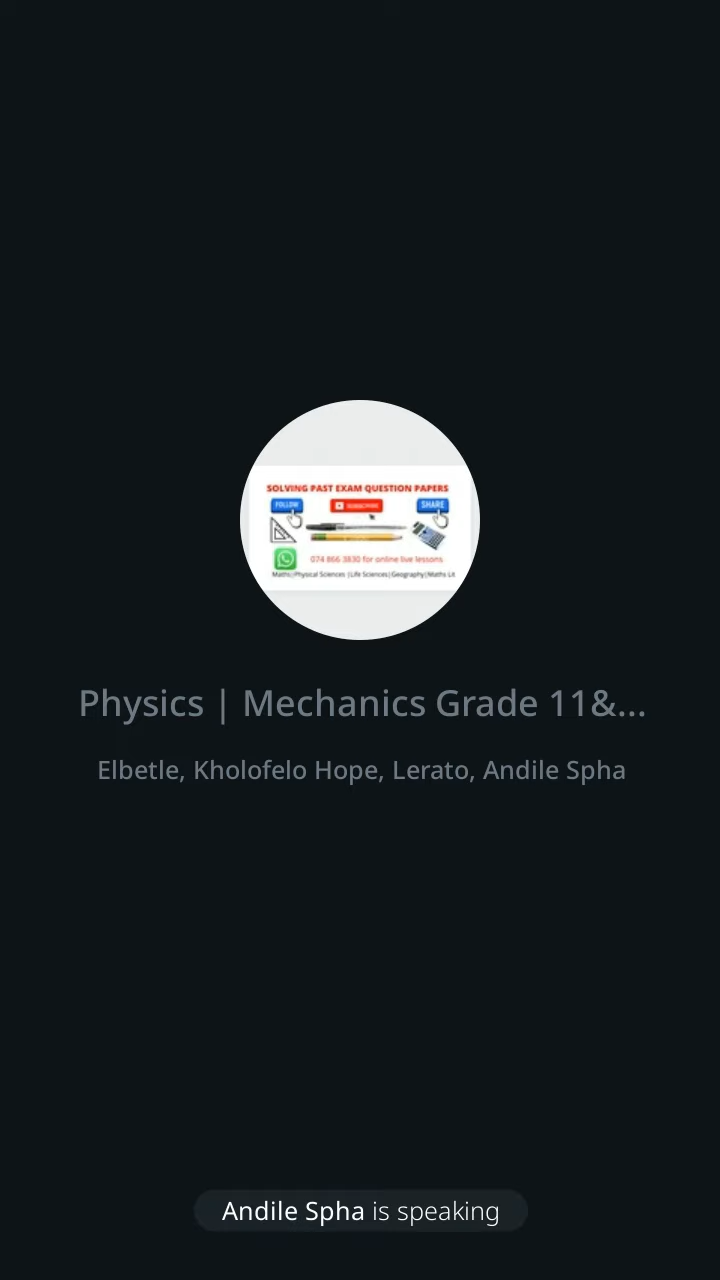 SOLVING PAST EXAM QUESTION PAPERS
FOLLOW
SUBSCRIBE
SHARE
074 866 3830 for online live lessons
Maths|Physical Sciences |Life Sciences|Geography|Maths Lit
Physics | Mechanics Grade 11&...
Elbetle, Kholofelo Hope, Lerato, Andile Spha
Andile Spha is speaking